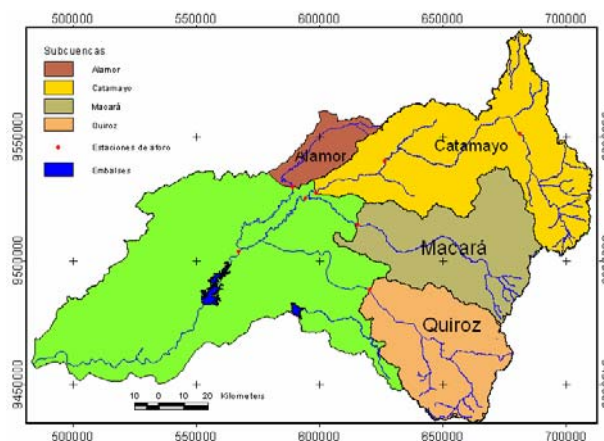 500000 550000 600000 650000 700000
Subcuencas
Alamor
Catamayo
Macará
Quiroz
Estaciones de aforo
Embalses
9550000
9500000
9450000
Alamor
Catamayo
Macará
Quiroz
10 0 10 20 Kilometers
500000 550000 600000 650000 700000